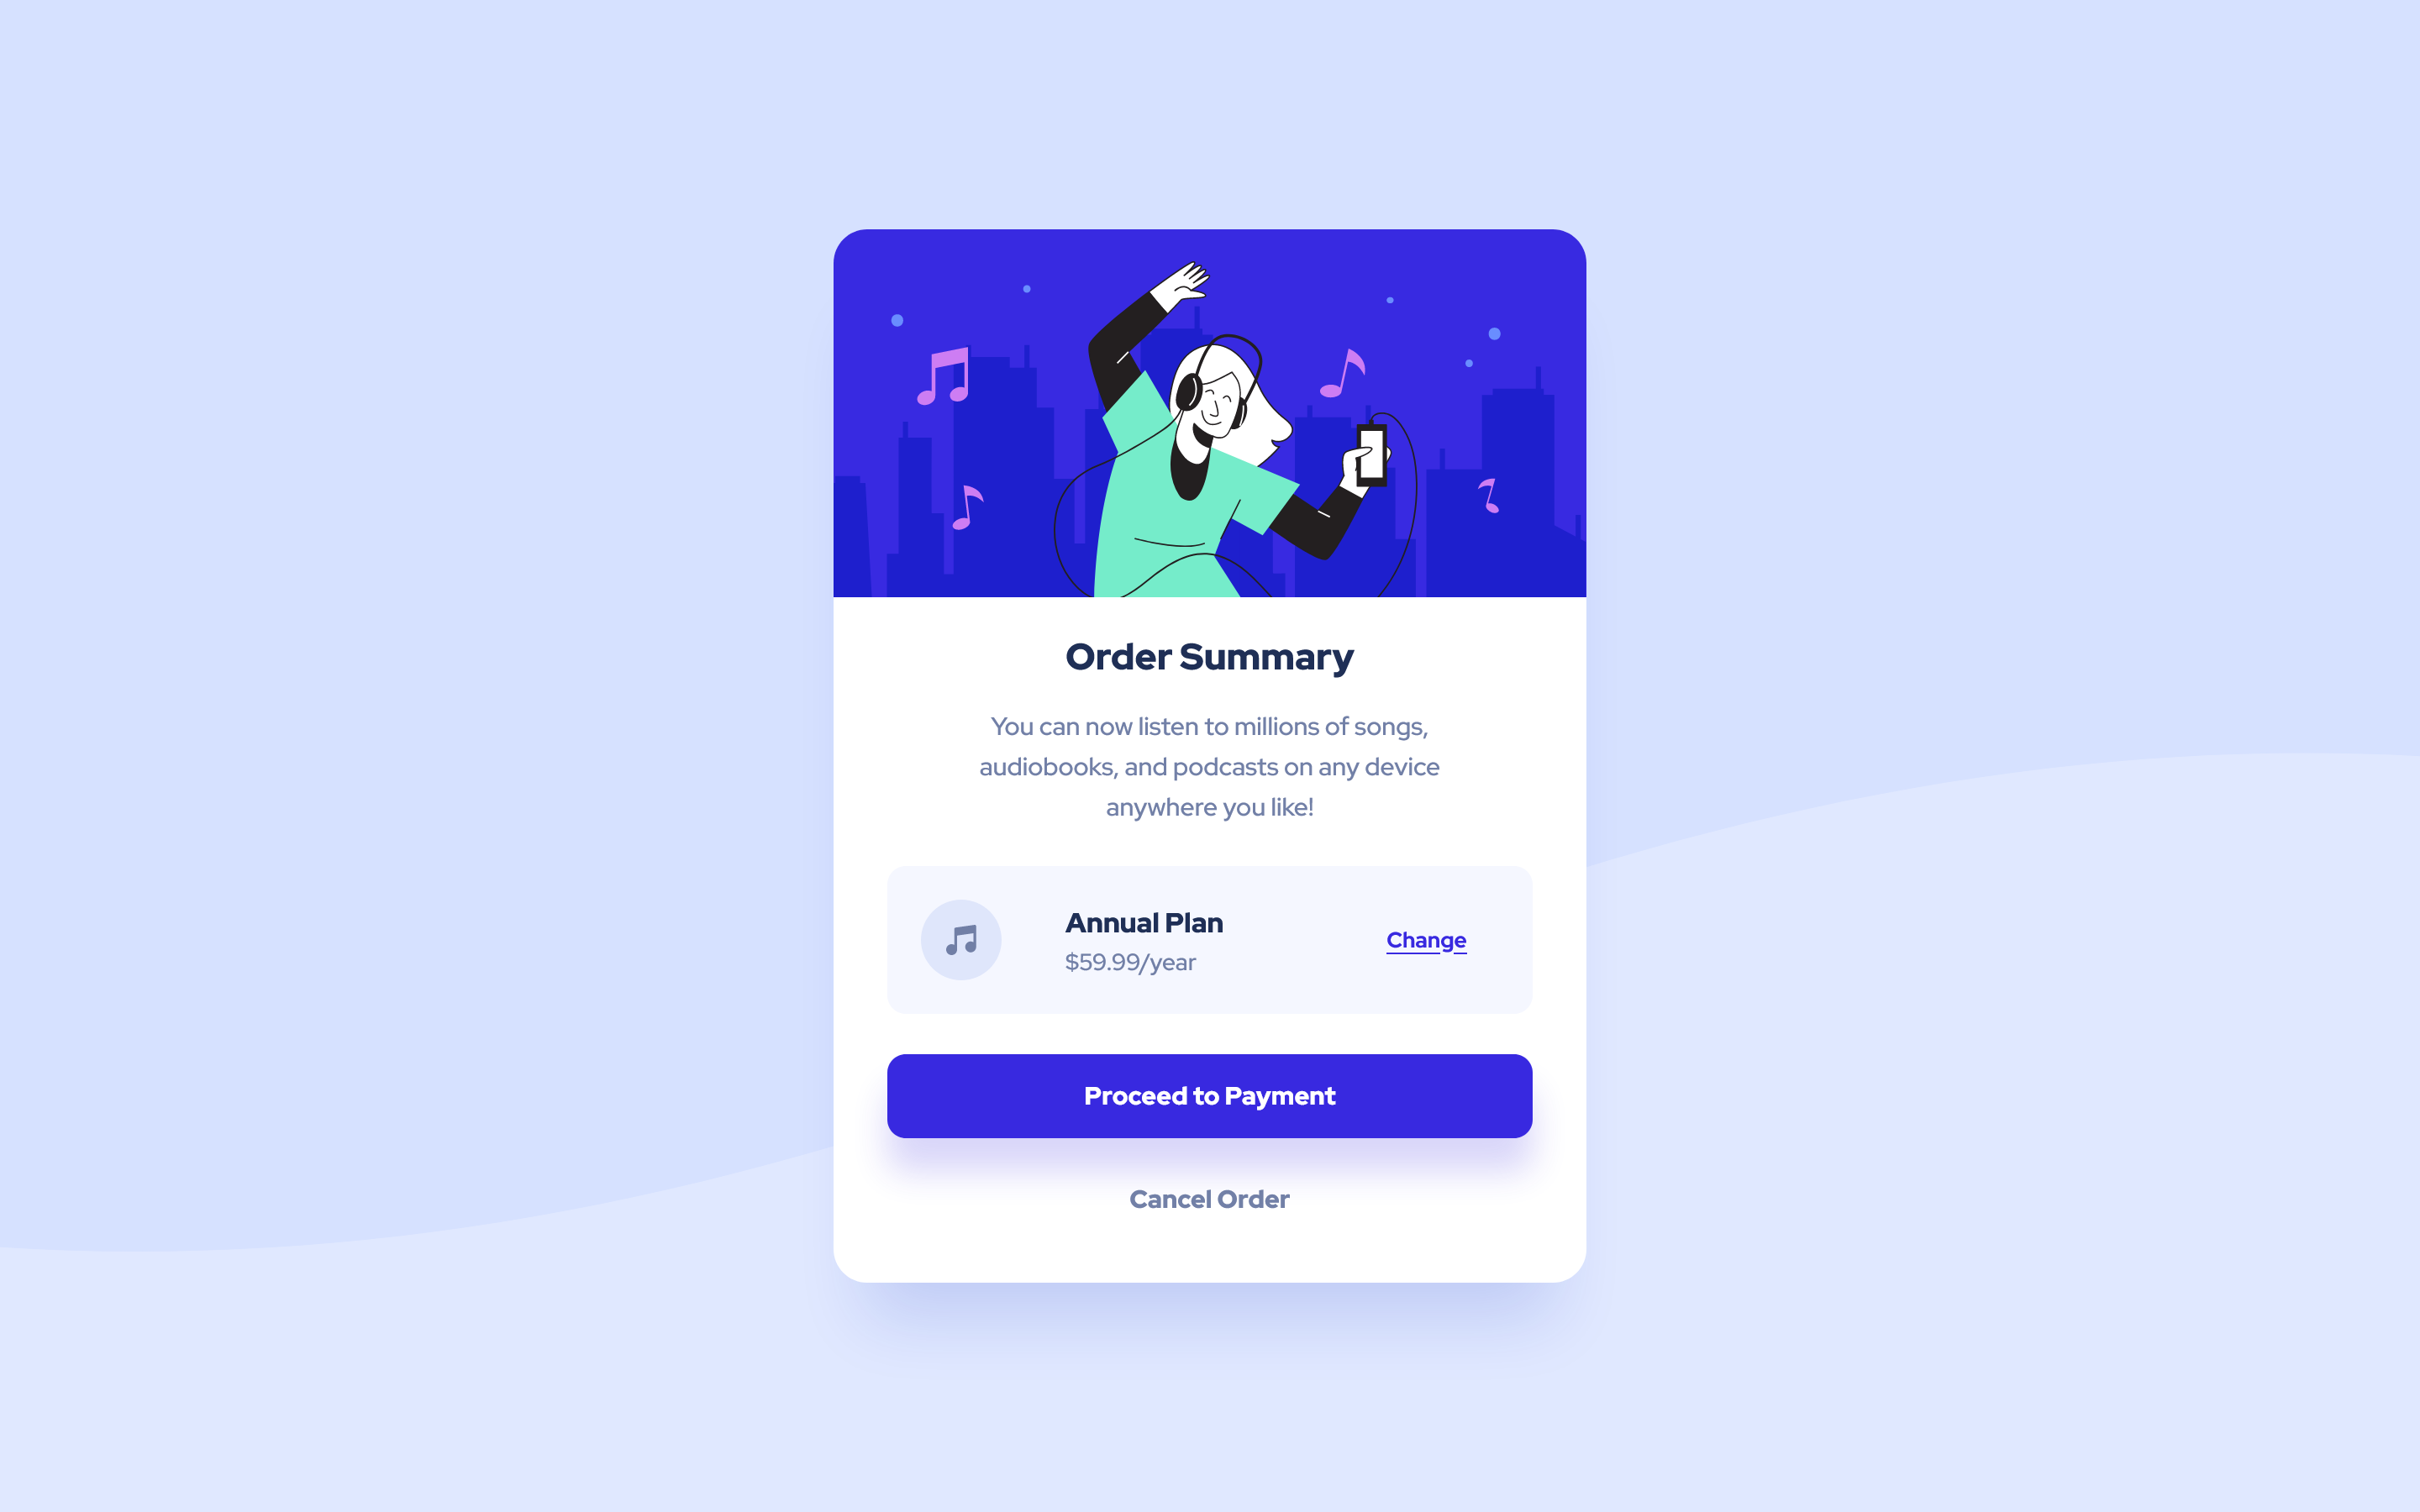 Order Summary
You can now listen to millions of songs,
audiobooks, and podcasts on any device
anywhere you like!
Annual Plan
$59.99/year
Change
Proceed to Payment
Cancel Order